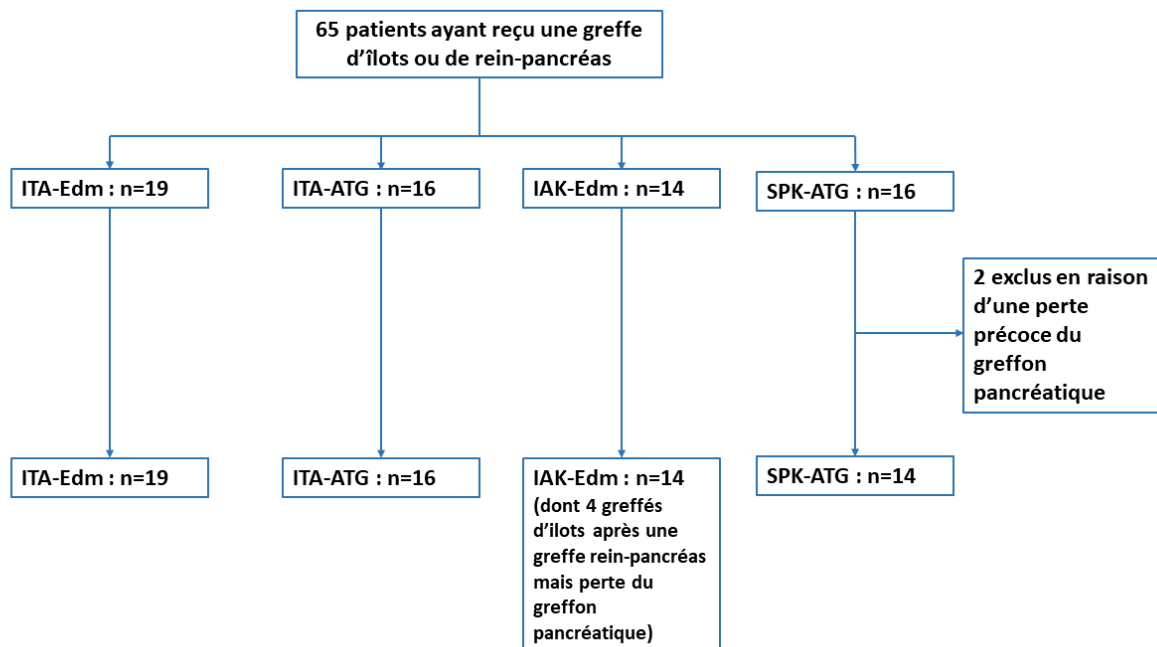 65 patients ayant reçu une greffe
d’îlots ou de rein-pancréas
ITA-Edm : n=19
ITA-ATG : n=16
IAK-Edm : n=14
SPK-ATG : n=16
2 exclus en raison
d’une perte
précoce du
greffon
pancréatique
ITA-Edm : n=19
ITA-ATG : n=16
IAK-Edm : n=14
(dont 4 greffés
d’ilots après une
greffe rein-pancréas
mais perte du
greffon
pancréatique)
SPK-ATG : n=14